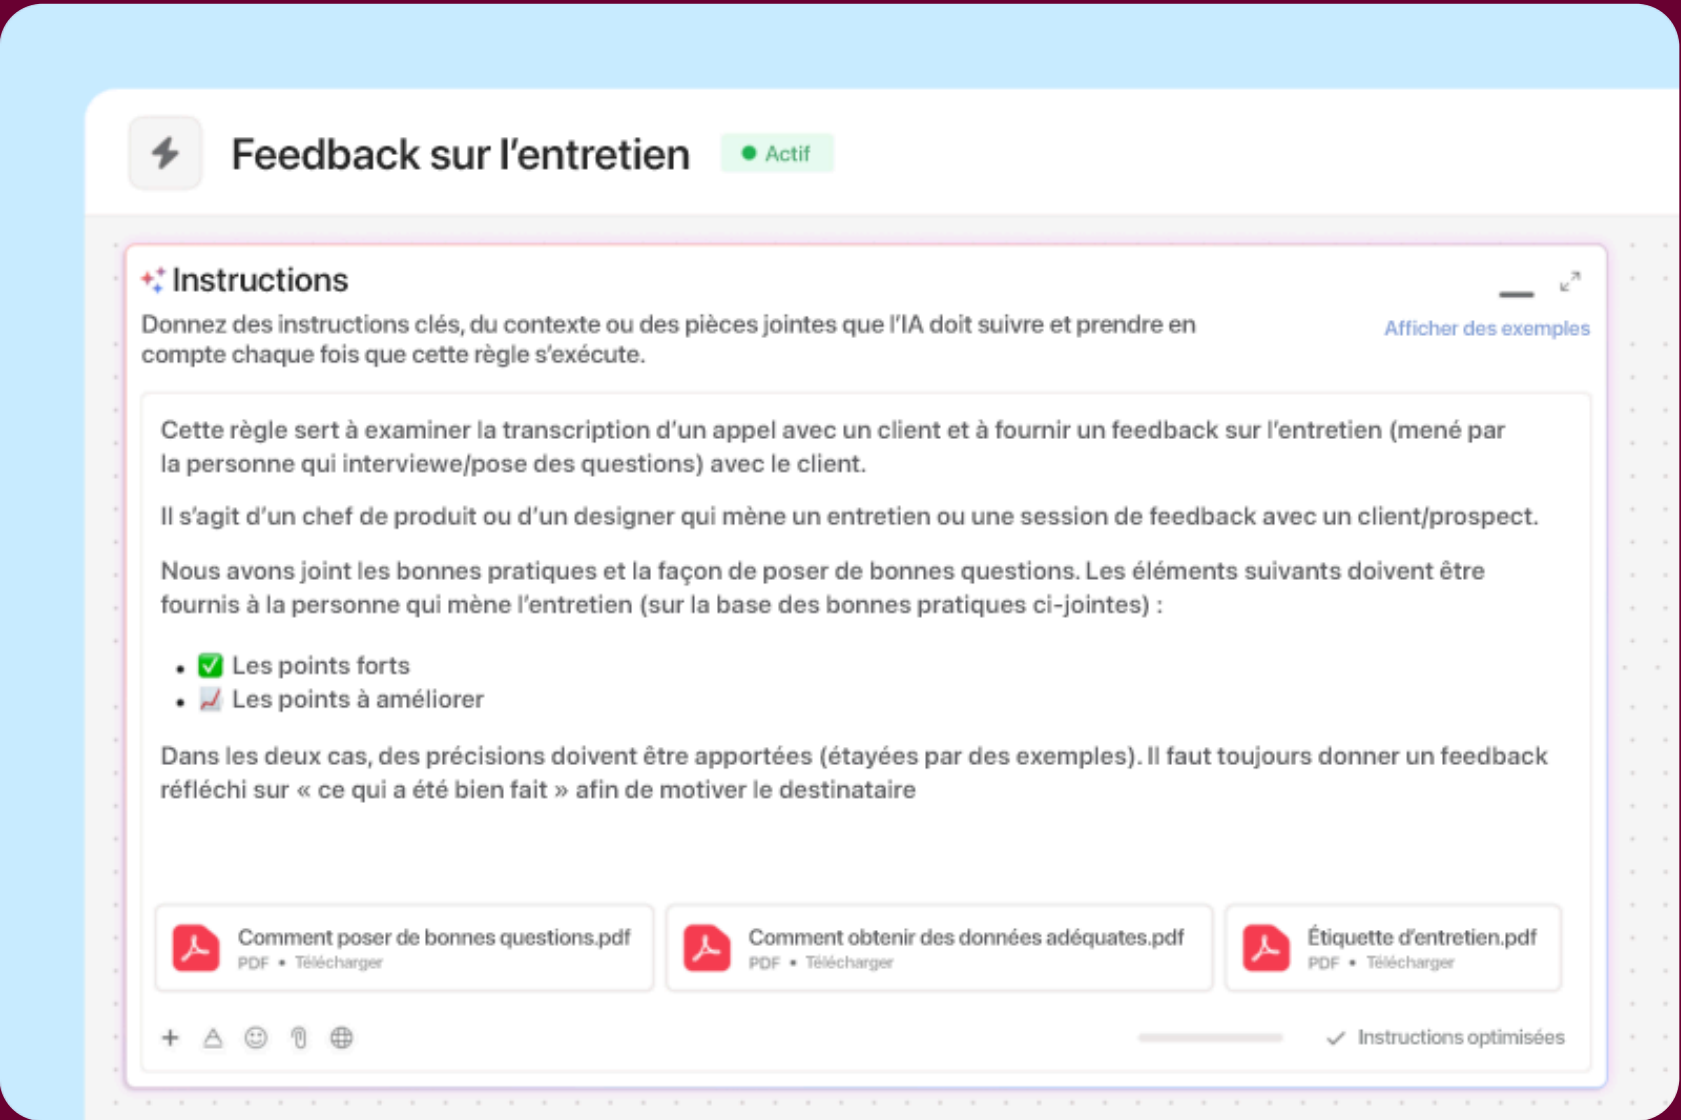 Feedback sur l’entretien
Actif
Instructions
Donnez des instructions clés, du contexte ou des pièces jointes que l’IA doit suivre et prendre en
compte chaque fois que cette règle s’exécute.
Afficher des exemples
Cette règle sert à examiner la transcription d’un appel avec un client et à fournir un feedback sur l’entretien (mené par
la personne qui interviewe/pose des questions) avec le client.
Il s’agit d’un chef de produit ou d’un designer qui mène un entretien ou une session de feedback avec un client/prospect.
Nous avons joint les bonnes pratiques et la façon de poser de bonnes questions. Les éléments suivants doivent être
fournis à la personne qui mène l’entretien (sur la base des bonnes pratiques ci-jointes) :
• ✅ Les points forts
• 📈 Les points à améliorer
Dans les deux cas, des précisions doivent être apportées (étayées par des exemples). Il faut toujours donner un feedback
réfléchi sur « ce qui a été bien fait » afin de motiver le destinataire
Comment poser de bonnes questions.pdf
PDF • Télécharger
Comment obtenir des données adéquates.pdf
PDF • Télécharger
Étiquette d’entretien.pdf
PDF • Télécharger
Instructions optimisées